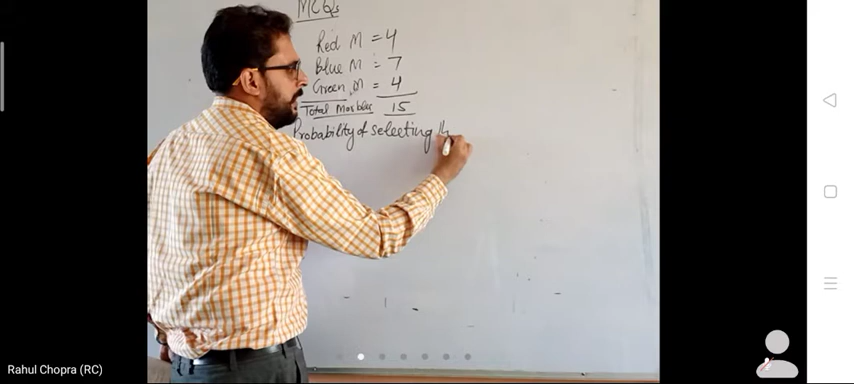 MCQs
Red M = 4
Blue M = 7
Green M = 4
Total Marbles 15
Probability of selecting
Rahul Chopra (RC)